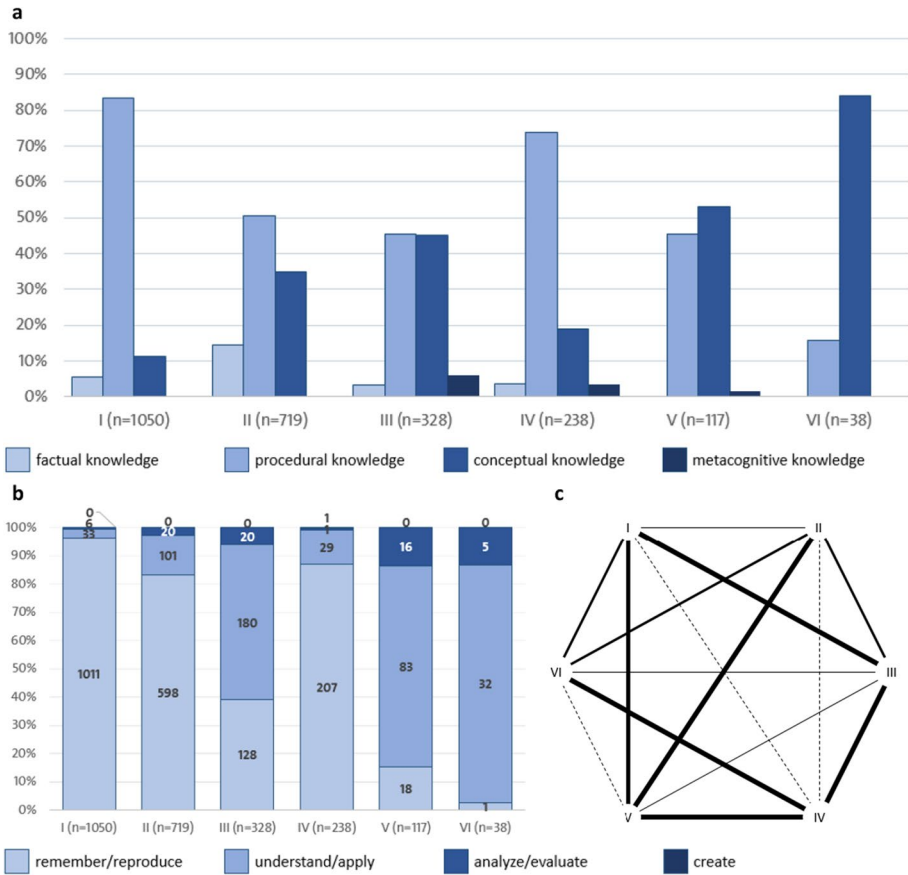 a
100%
90%
80%
70%
60%
50%
40%
30%
20%
10%
0%
I (n=1050) II (n=719) III (n=328) IV (n=238) V (n=117) VI (n=38)
factual knowledge procedural knowledge conceptual knowledge metacognitive knowledge
b
0 0 0 1 0 0
100% 6 20 20 1 16 5
33 101 180 29 83 32
1011 598 128 207 18 1
90%
80%
70%
60%
50%
40%
30%
20%
10%
0%
I (n=1050) II (n=719) III (n=328) IV (n=238) V (n=117) VI (n=38)
remember/reproduce understand/apply analyze/evaluate create
c
I II
VI III
V IV